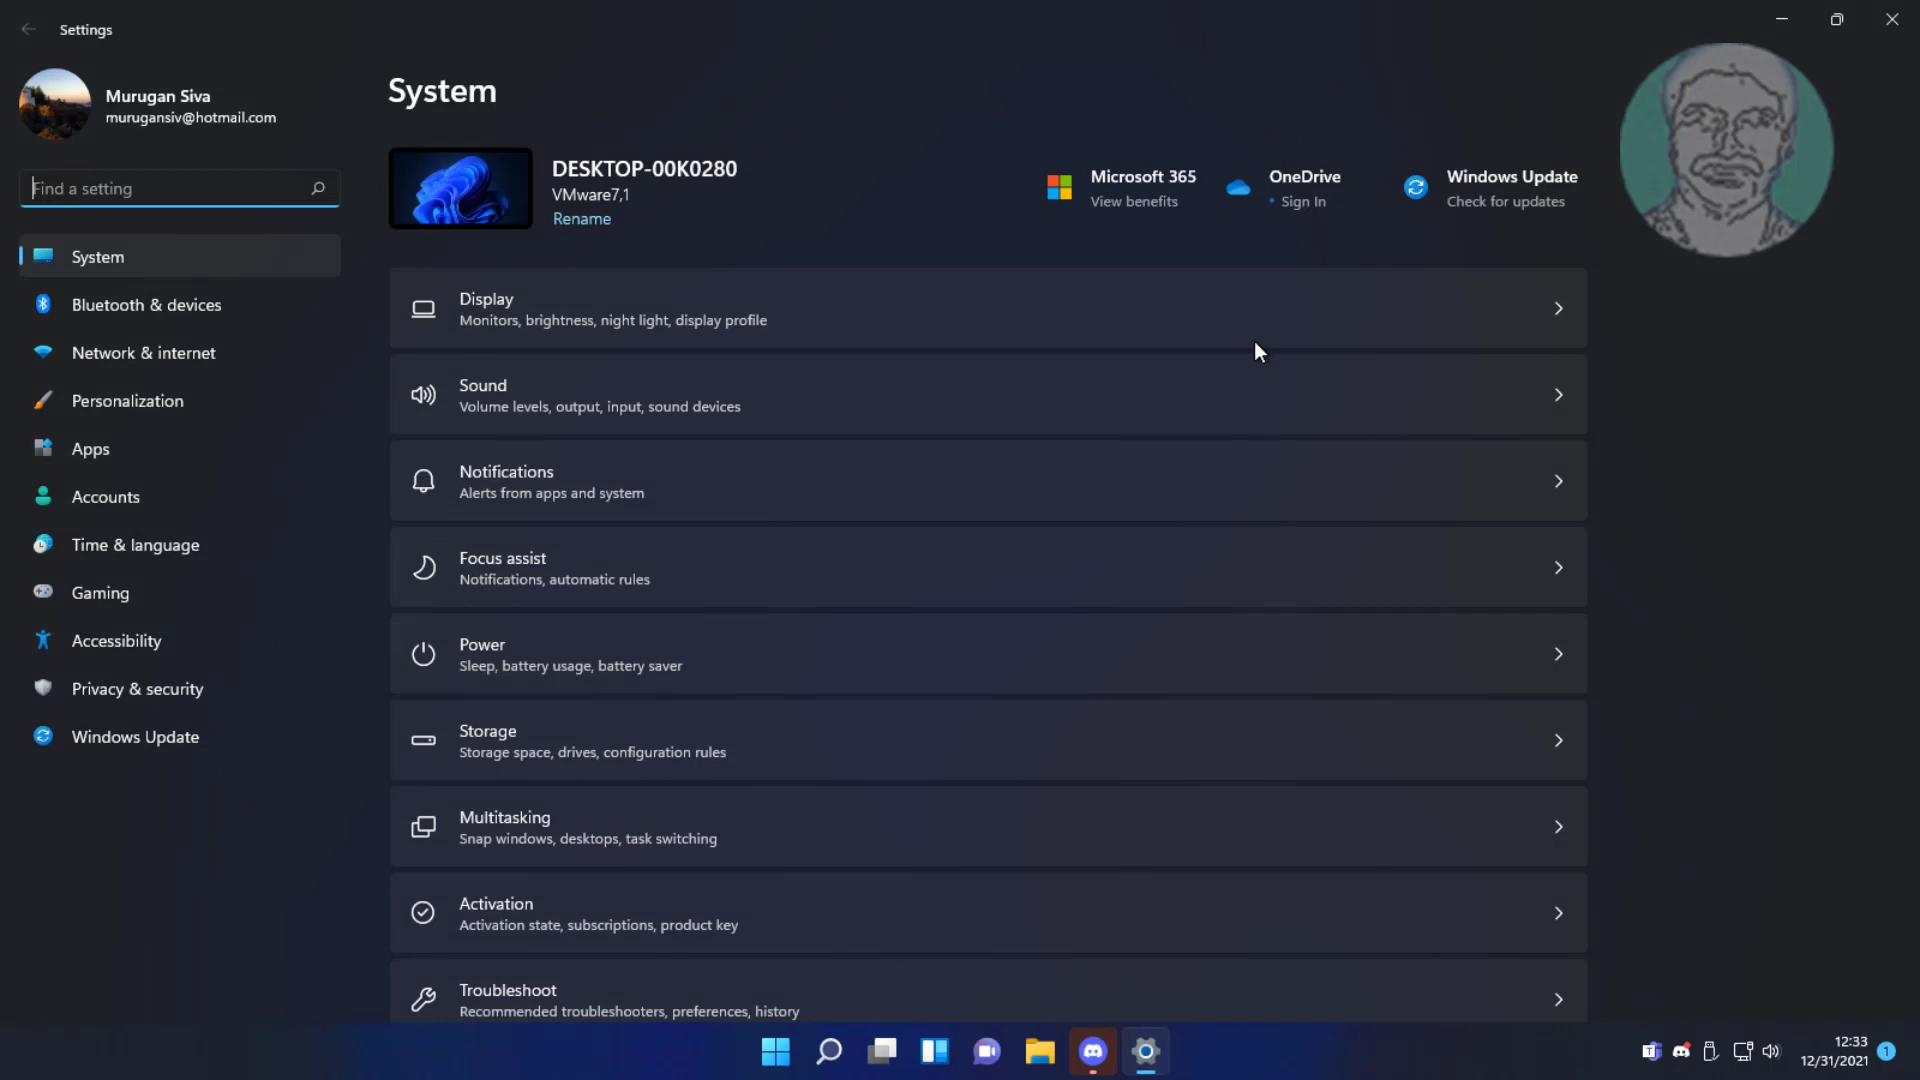 Settings
Murugan Siva
murugansiv@hotmail.com
Find a setting
System
Bluetooth & devices
Network & internet
Personalization
Apps
Accounts
Time & language
Gaming
Accessibility
Privacy & security
Windows Update
System
DESKTOP-00K0280
VMware7,1
Rename
Microsoft 365
View benefits
OneDrive
• Sign In
Windows Update
Check for updates
Display
Monitors, brightness, night light, display profile
Sound
Volume levels, output, input, sound devices
Notifications
Alerts from apps and system
Focus assist
Notifications, automatic rules
Power
Sleep, battery usage, battery saver
Storage
Storage space, drives, configuration rules
Multitasking
Snap windows, desktops, task switching
Activation
Activation state, subscriptions, product key
Troubleshoot
Recommended troubleshooters, preferences, history
12:33
12/31/2021
1